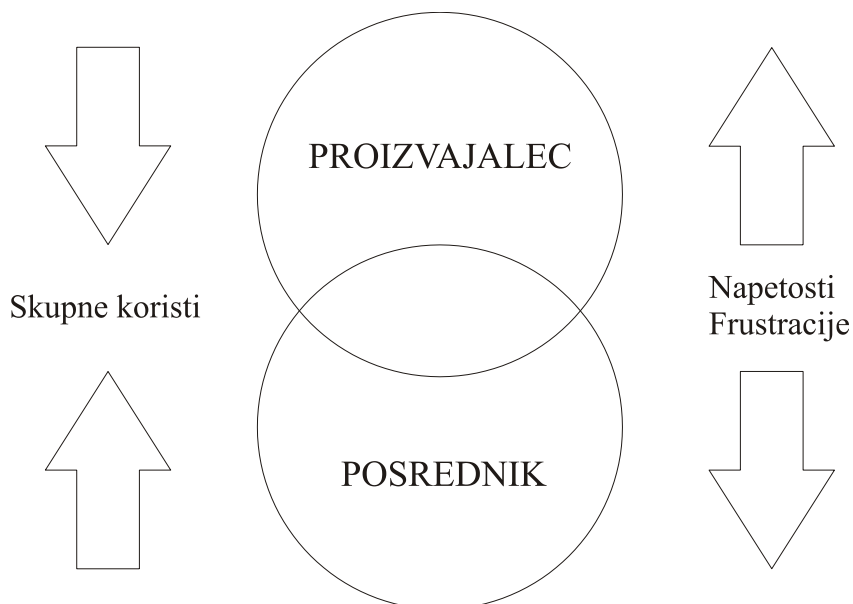 PROIZVAJALEC
Skupne koristi
Napetosti
Frustracije
POSREDNIK